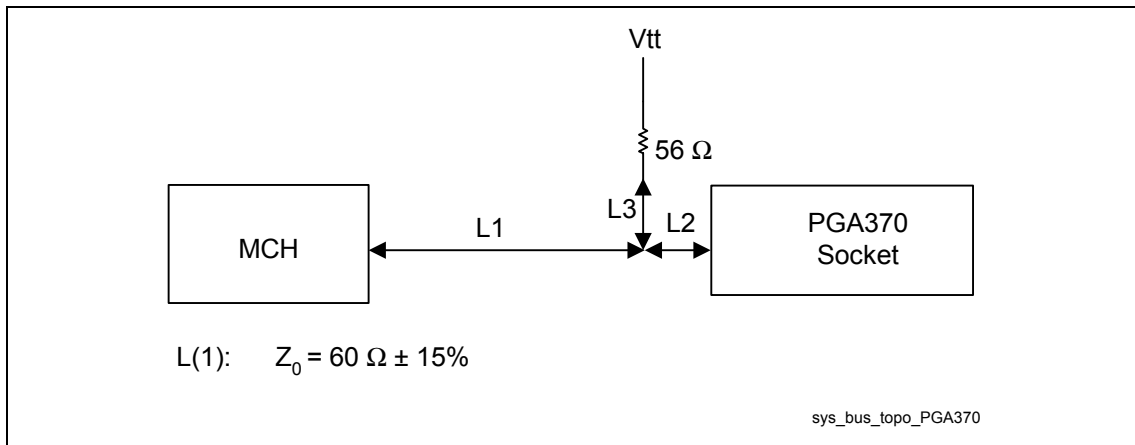 Vtt
56 Ω
L3
L1
L2
MCH
PGA370
Socket
L(1): Z₀ = 60 Ω ± 15%
sys_bus_topo_PGA370